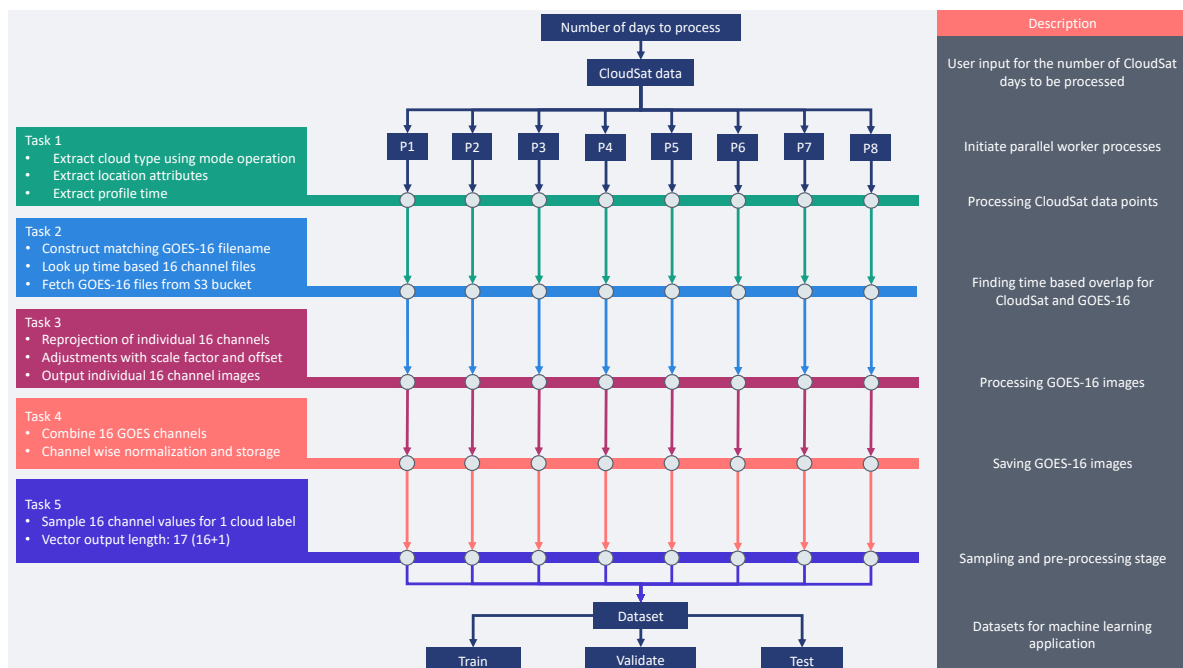 Number of days to process
Description
CloudSat data
User input for the number of CloudSat
days to be processed
Task 1
• Extract cloud type using mode operation
• Extract location attributes
• Extract profile time
P1 P2 P3 P4 P5 P6 P7 P8
Initiate parallel worker processes
Processing CloudSat data points
Task 2
• Construct matching GOES-16 filename
• Look up time based 16 channel files
• Fetch GOES-16 files from S3 bucket
Finding time based overlap for
CloudSat and GOES-16
Task 3
• Reprojection of individual 16 channels
• Adjustments with scale factor and offset
• Output individual 16 channel images
Processing GOES-16 images
Task 4
• Combine 16 GOES channels
• Channel wise normalization and storage
Saving GOES-16 images
Task 5
• Sample 16 channel values for 1 cloud label
• Vector output length: 17 (16+1)
Sampling and pre-processing stage
Dataset
Datasets for machine learning
application
Train Validate Test